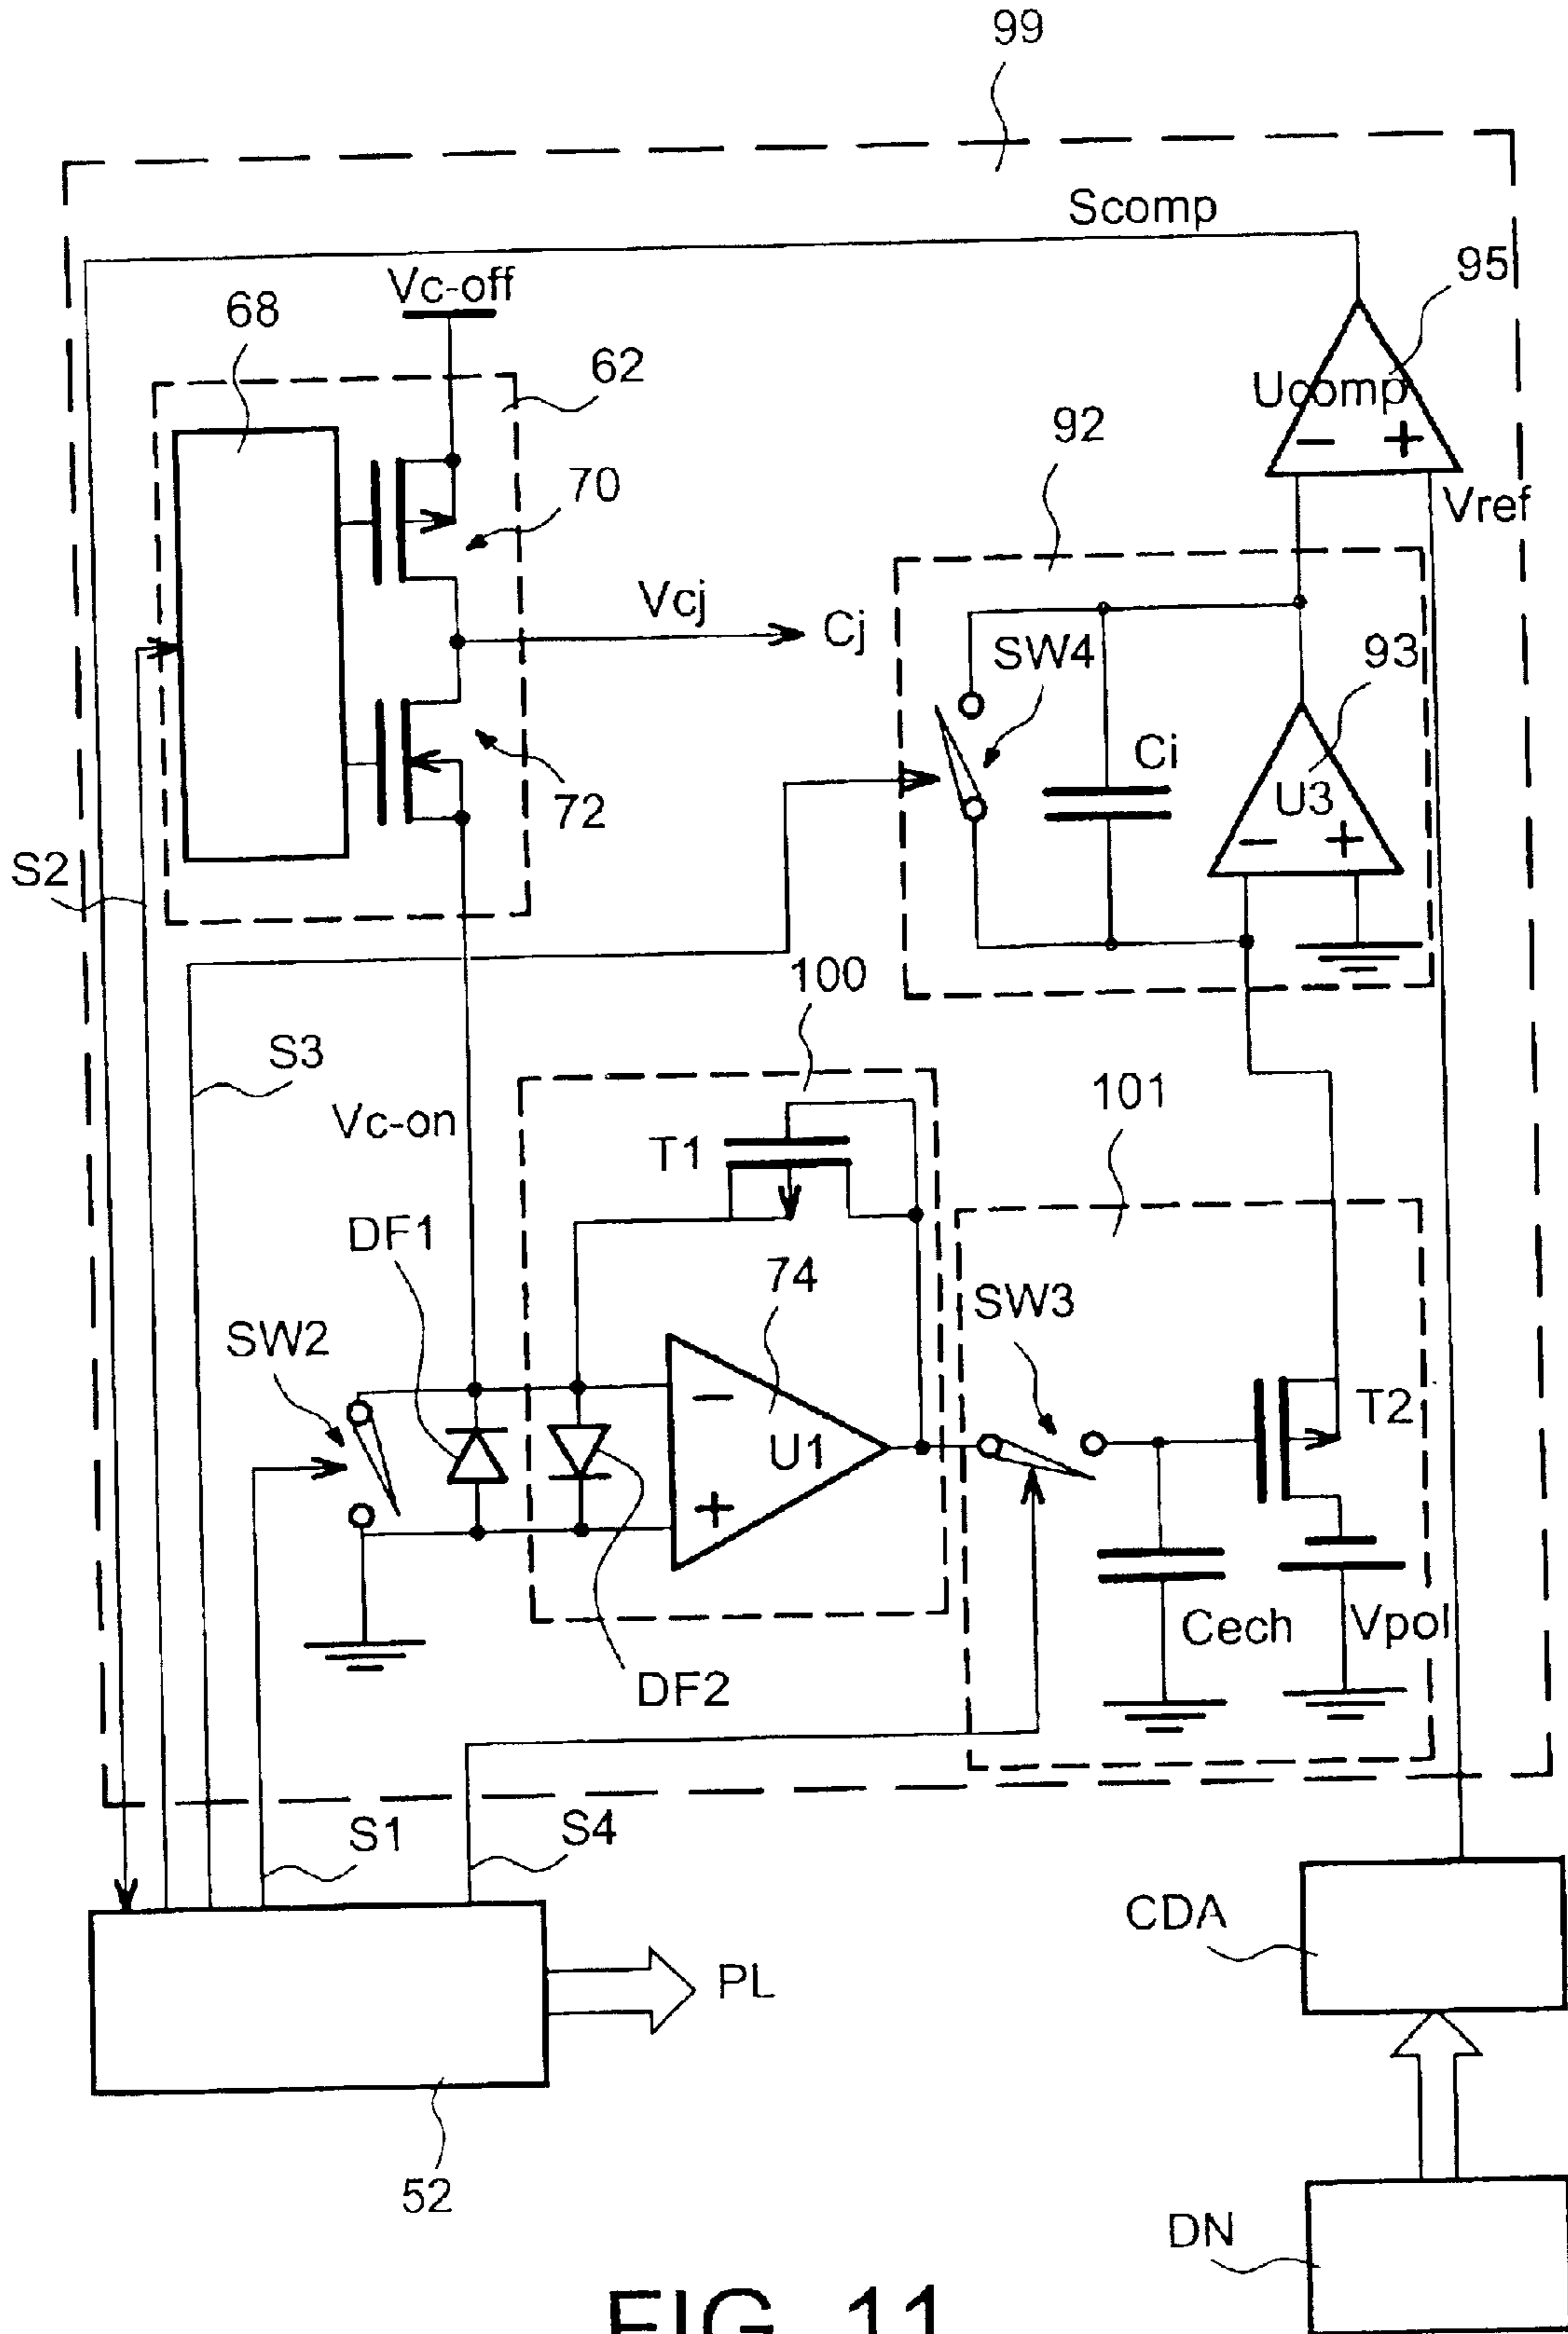 99
Scomp
95
Vc-off
68
62
Ucomp
- +
92
70
Vref
Vcj
Cj
SW4
93
Ci
72
U3
- +
S2
100
S3
101
Vc-on
T1
DF1
74
SW3
SW2
-
T2
U1
+
Cech
Vpol
DF2
S1
S4
CDA
PL
52
DN
FIG. 11